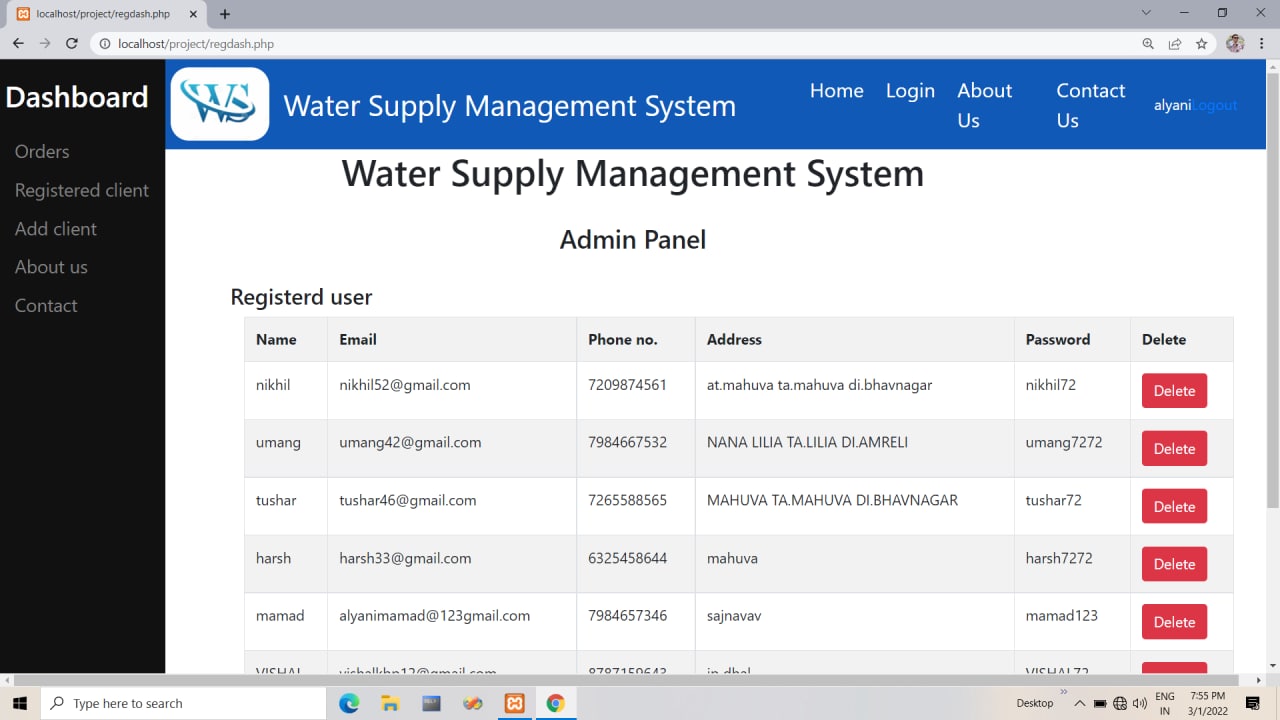 localhost/project/regdash.php
localhost/project/regdash.php
Dashboard
Orders
Registered client
Add client
About us
Contact
WS
Water Supply Management System
Home Login About Us Contact Us alyaniLogout
Water Supply Management System
Admin Panel
Registerd user
Name Email Phone no. Address Password Delete
nikhil nikhil52@gmail.com 7209874561 at.mahuva ta.mahuva di.bhavnagar nikhil72 Delete
umang umang42@gmail.com 7984667532 NANA LILIA TA.LILIA DI.AMRELI umang7272 Delete
tushar tushar46@gmail.com 7265588565 MAHUVA TA.MAHUVA DI.BHAVNAGAR tushar72 Delete
harsh harsh33@gmail.com 6325458644 mahuva harsh7272 Delete
mamad alyanimamad@123gmail.com 7984657346 sajnavav mamad123 Delete
VISHAL VISHAL72
Type here to search
Desktop
ENG
IN
7:55 PM
3/1/2022